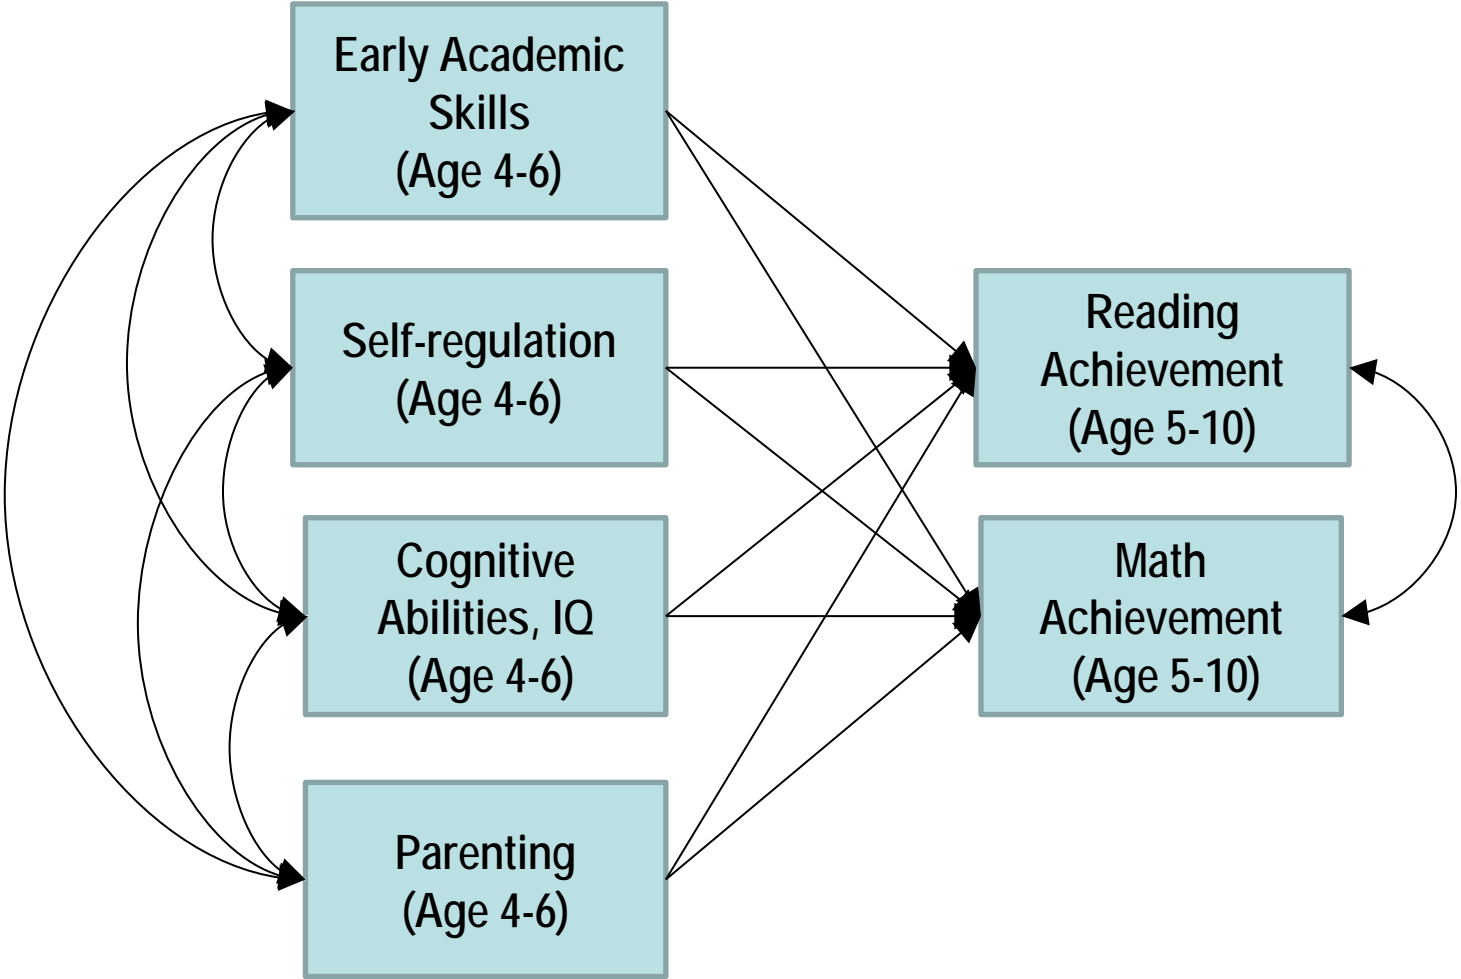 Early Academic
Skills
(Age 4-6)
Self-regulation
(Age 4-6)
Cognitive
Abilities, IQ
(Age 4-6)
Parenting
(Age 4-6)
Reading
Achievement
(Age 5-10)
Math
Achievement
(Age 5-10)